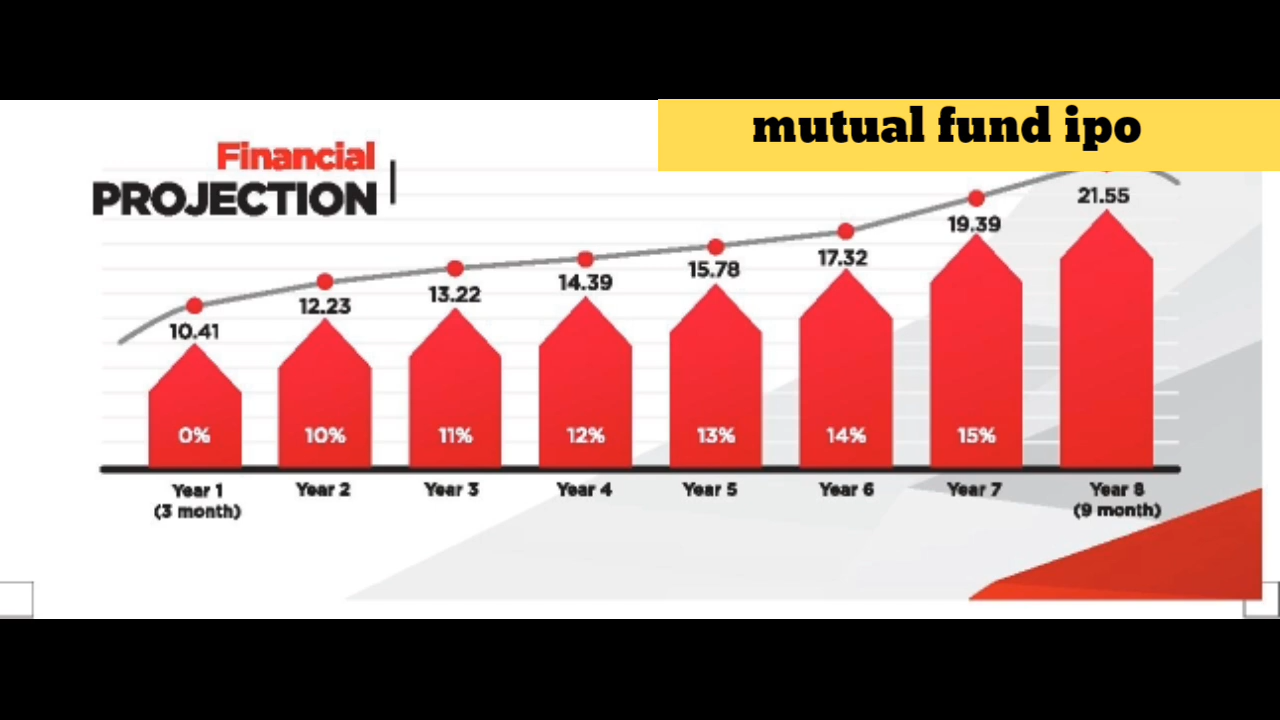 mutual fund ipo
Financial
PROJECTION
10.41
12.23
13.22
14.39
15.78
17.32
19.39
21.55
0%
10%
11%
12%
13%
14%
15%
Year 1
(3 month)
Year 2
Year 3
Year 4
Year 5
Year 6
Year 7
Year 8
(9 month)